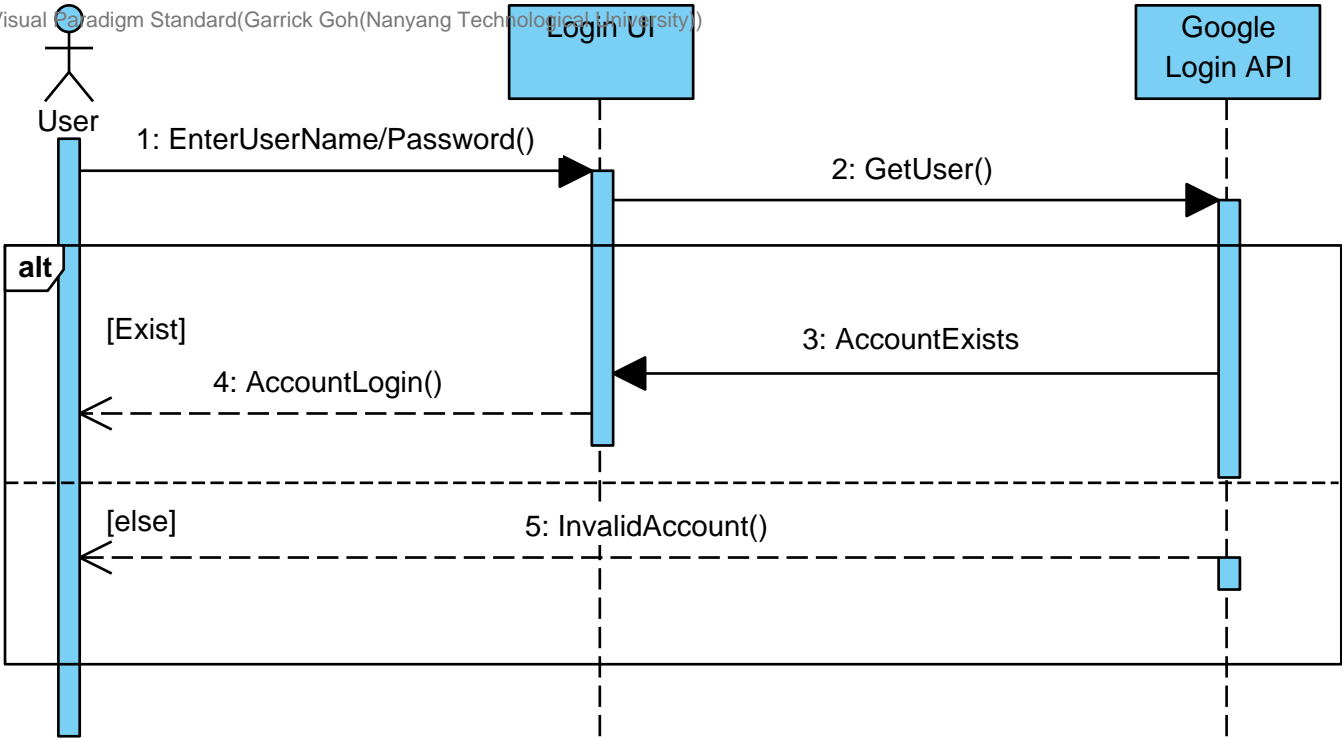 Visual Paradigm Standard(Garrick Goh(Nanyang Technological University))
Login UI
Google
Login API
User
1: EnterUserName/Password()
2: GetUser()
alt
[Exist]
3: AccountExists
4: AccountLogin()
[else]
5: InvalidAccount()